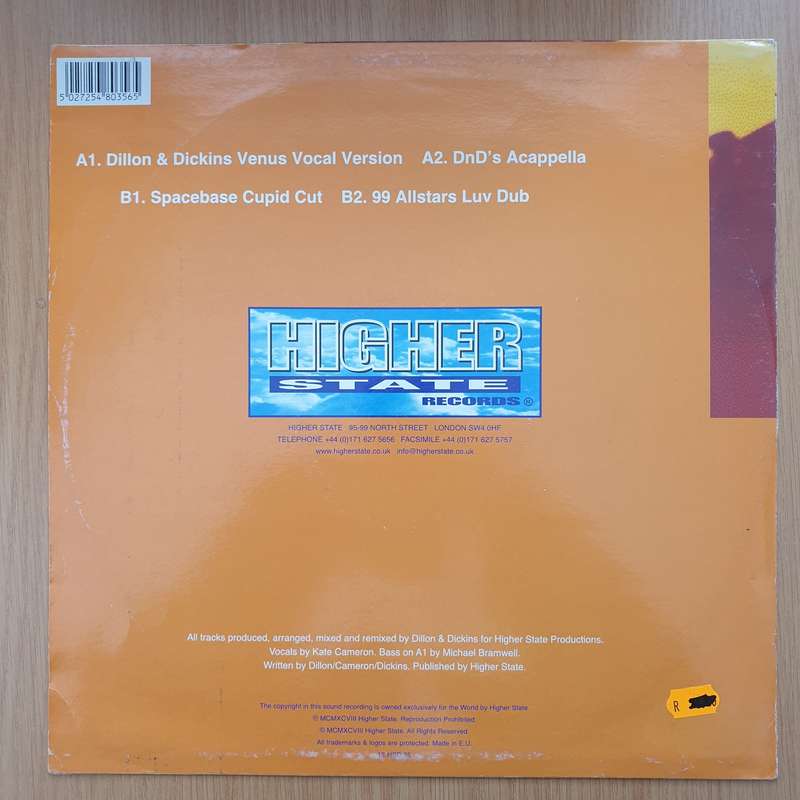 5 027254 803565
A1. Dillon & Dickins Venus Vocal Version A2. DnD's Acappella
B1. Spacebase Cupid Cut B2. 99 Allstars Luv Dub
HIGHER
STATE
RECORDS
HIGHER STATE 95-99 NORTH STREET LONDON SW4 0HF
TELEPHONE +44 (0)171 627 5656 FACSIMILE +44 (0)171 627 5757
www.higherstate.co.uk info@higherstate.co.uk
All tracks produced, arranged, mixed and remixed by Dillon & Dickins for Higher State Productions.
Vocals by Kate Cameron. Bass on A1 by Michael Bramwell.
Written by Dillon/Cameron/Dickins, Published by Higher State.
R
The copyright in this sound recording is owned exclusively for the World by Higher State
℗ MCMXCVIII Higher State. Reproduction Prohibited.
© MCMXCVIII Higher State. All Rights Reserved
All trademarks & logos are protected. Made in E.U.